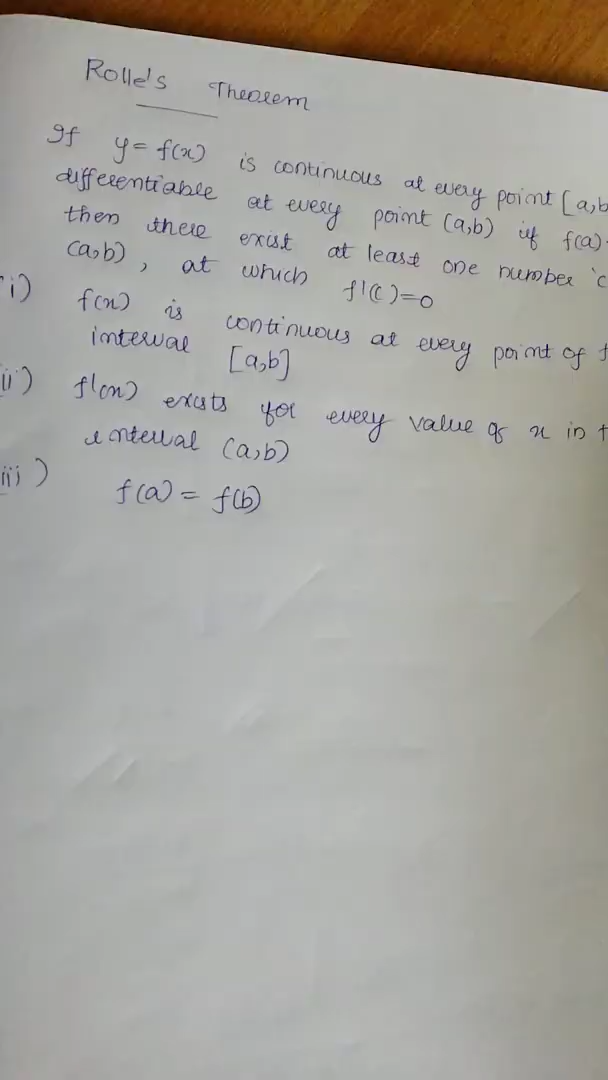 Rolle's Theorem
If y = f(x) is continuous at every point [a,b
differentiable at every point (a,b) if f(a)
then there exist at least one number 'c
(a,b), at which f'(c)=0
i) f(x) is continuous at every point of
interval [a,b]
ii) f'(x) exists for every value of x in t
interval (a,b)
iii) f(a) = f(b)